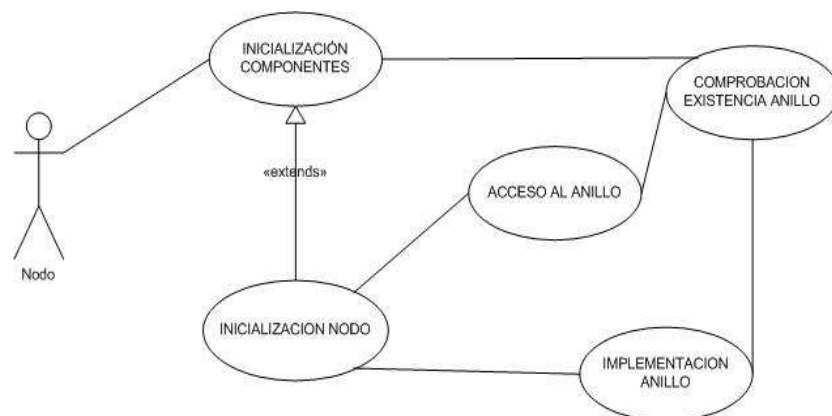 INICIALIZACIÓN
COMPONENTES
COMPROBACION
EXISTENCIA ANILLO
«extends»
ACCESO AL ANILLO
Nodo
INICIALIZACION NODO
IMPLEMENTACION
ANILLO